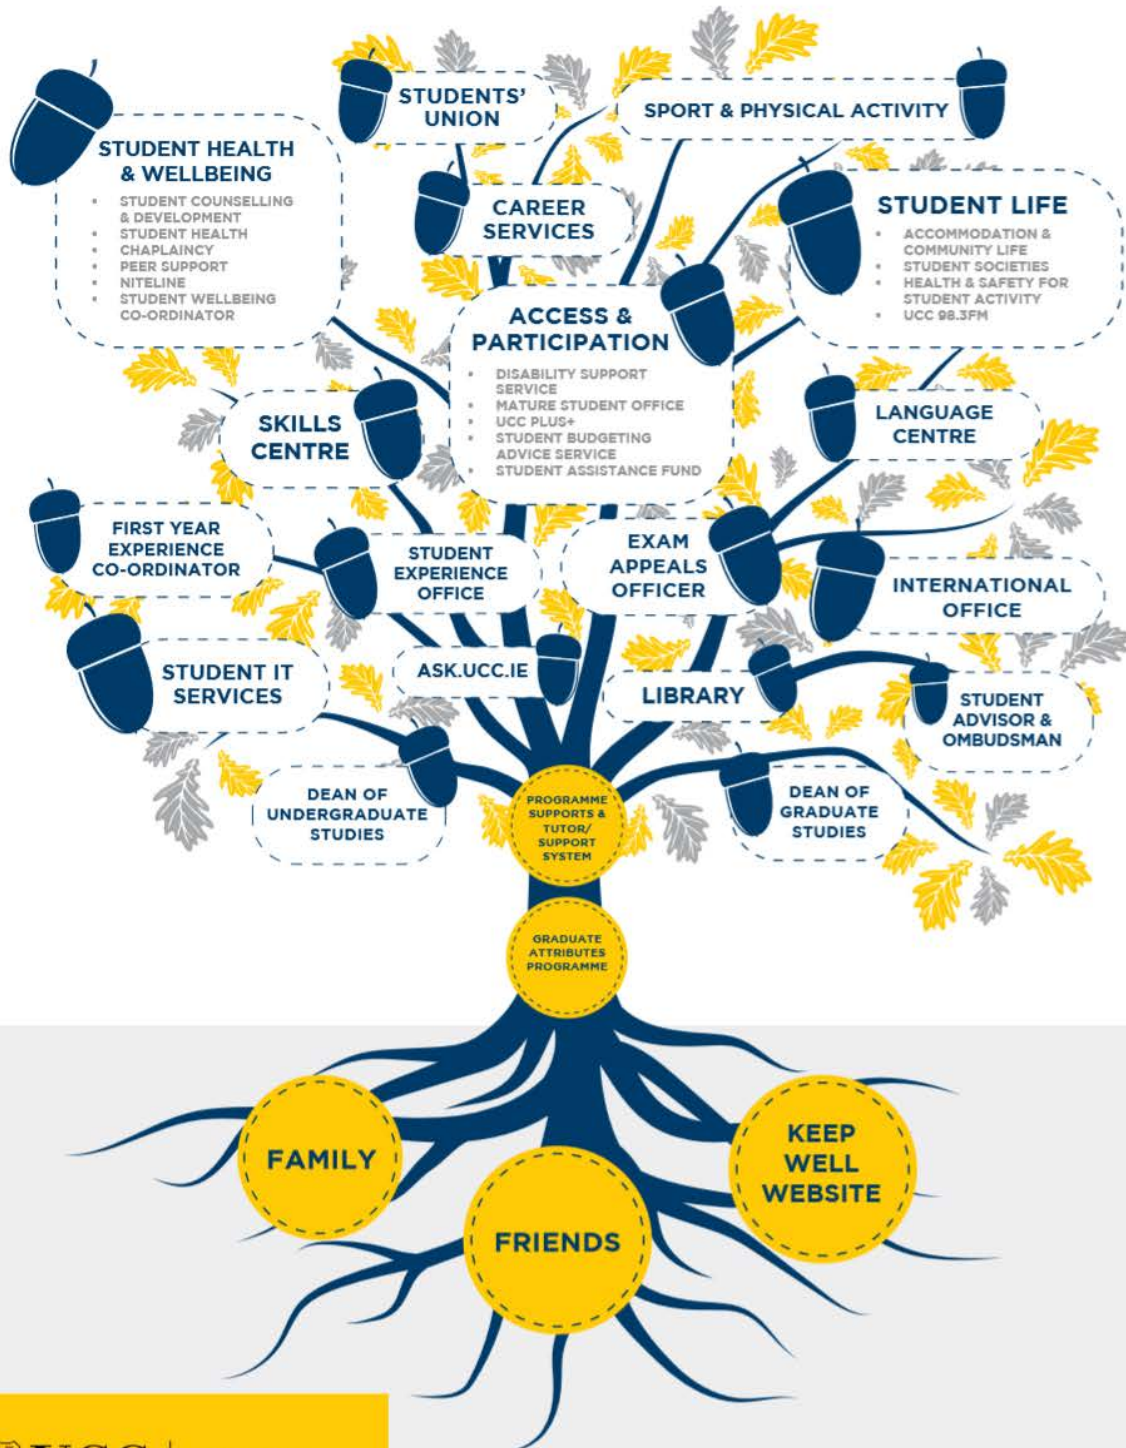 STUDENTS'
UNION
SPORT & PHYSICAL ACTIVITY
STUDENT HEALTH
& WELLBEING
• STUDENT COUNSELLING
& DEVELOPMENT
• STUDENT HEALTH
• CHAPLAINCY
• PEER SUPPORT
• NITELINE
• STUDENT WELLBEING
CO-ORDINATOR
CAREER
SERVICES
STUDENT LIFE
• ACCOMMODATION &
COMMUNITY LIFE
• STUDENT SOCIETIES
• HEALTH & SAFETY FOR
STUDENT ACTIVITY
• UCC 98.3FM
ACCESS &
PARTICIPATION
• DISABILITY SUPPORT
SERVICE
• MATURE STUDENT OFFICE
• UCC PLUS+
• STUDENT BUDGETING
ADVICE SERVICE
• STUDENT ASSISTANCE FUND
SKILLS
CENTRE
LANGUAGE
CENTRE
FIRST YEAR
EXPERIENCE
CO-ORDINATOR
STUDENT
EXPERIENCE
OFFICE
EXAM
APPEALS
OFFICER
INTERNATIONAL
OFFICE
STUDENT IT
SERVICES
ASK.UCC.IE
LIBRARY
STUDENT
ADVISOR &
OMBUDSMAN
DEAN OF
UNDERGRADUATE
STUDIES
PROGRAMME
SUPPORTS &
TUTOR/
SUPPORT
SYSTEM
DEAN OF
GRADUATE
STUDIES
GRADUATE
ATTRIBUTES
PROGRAMME
FAMILY
FRIENDS
KEEP
WELL
WEBSITE
UCC